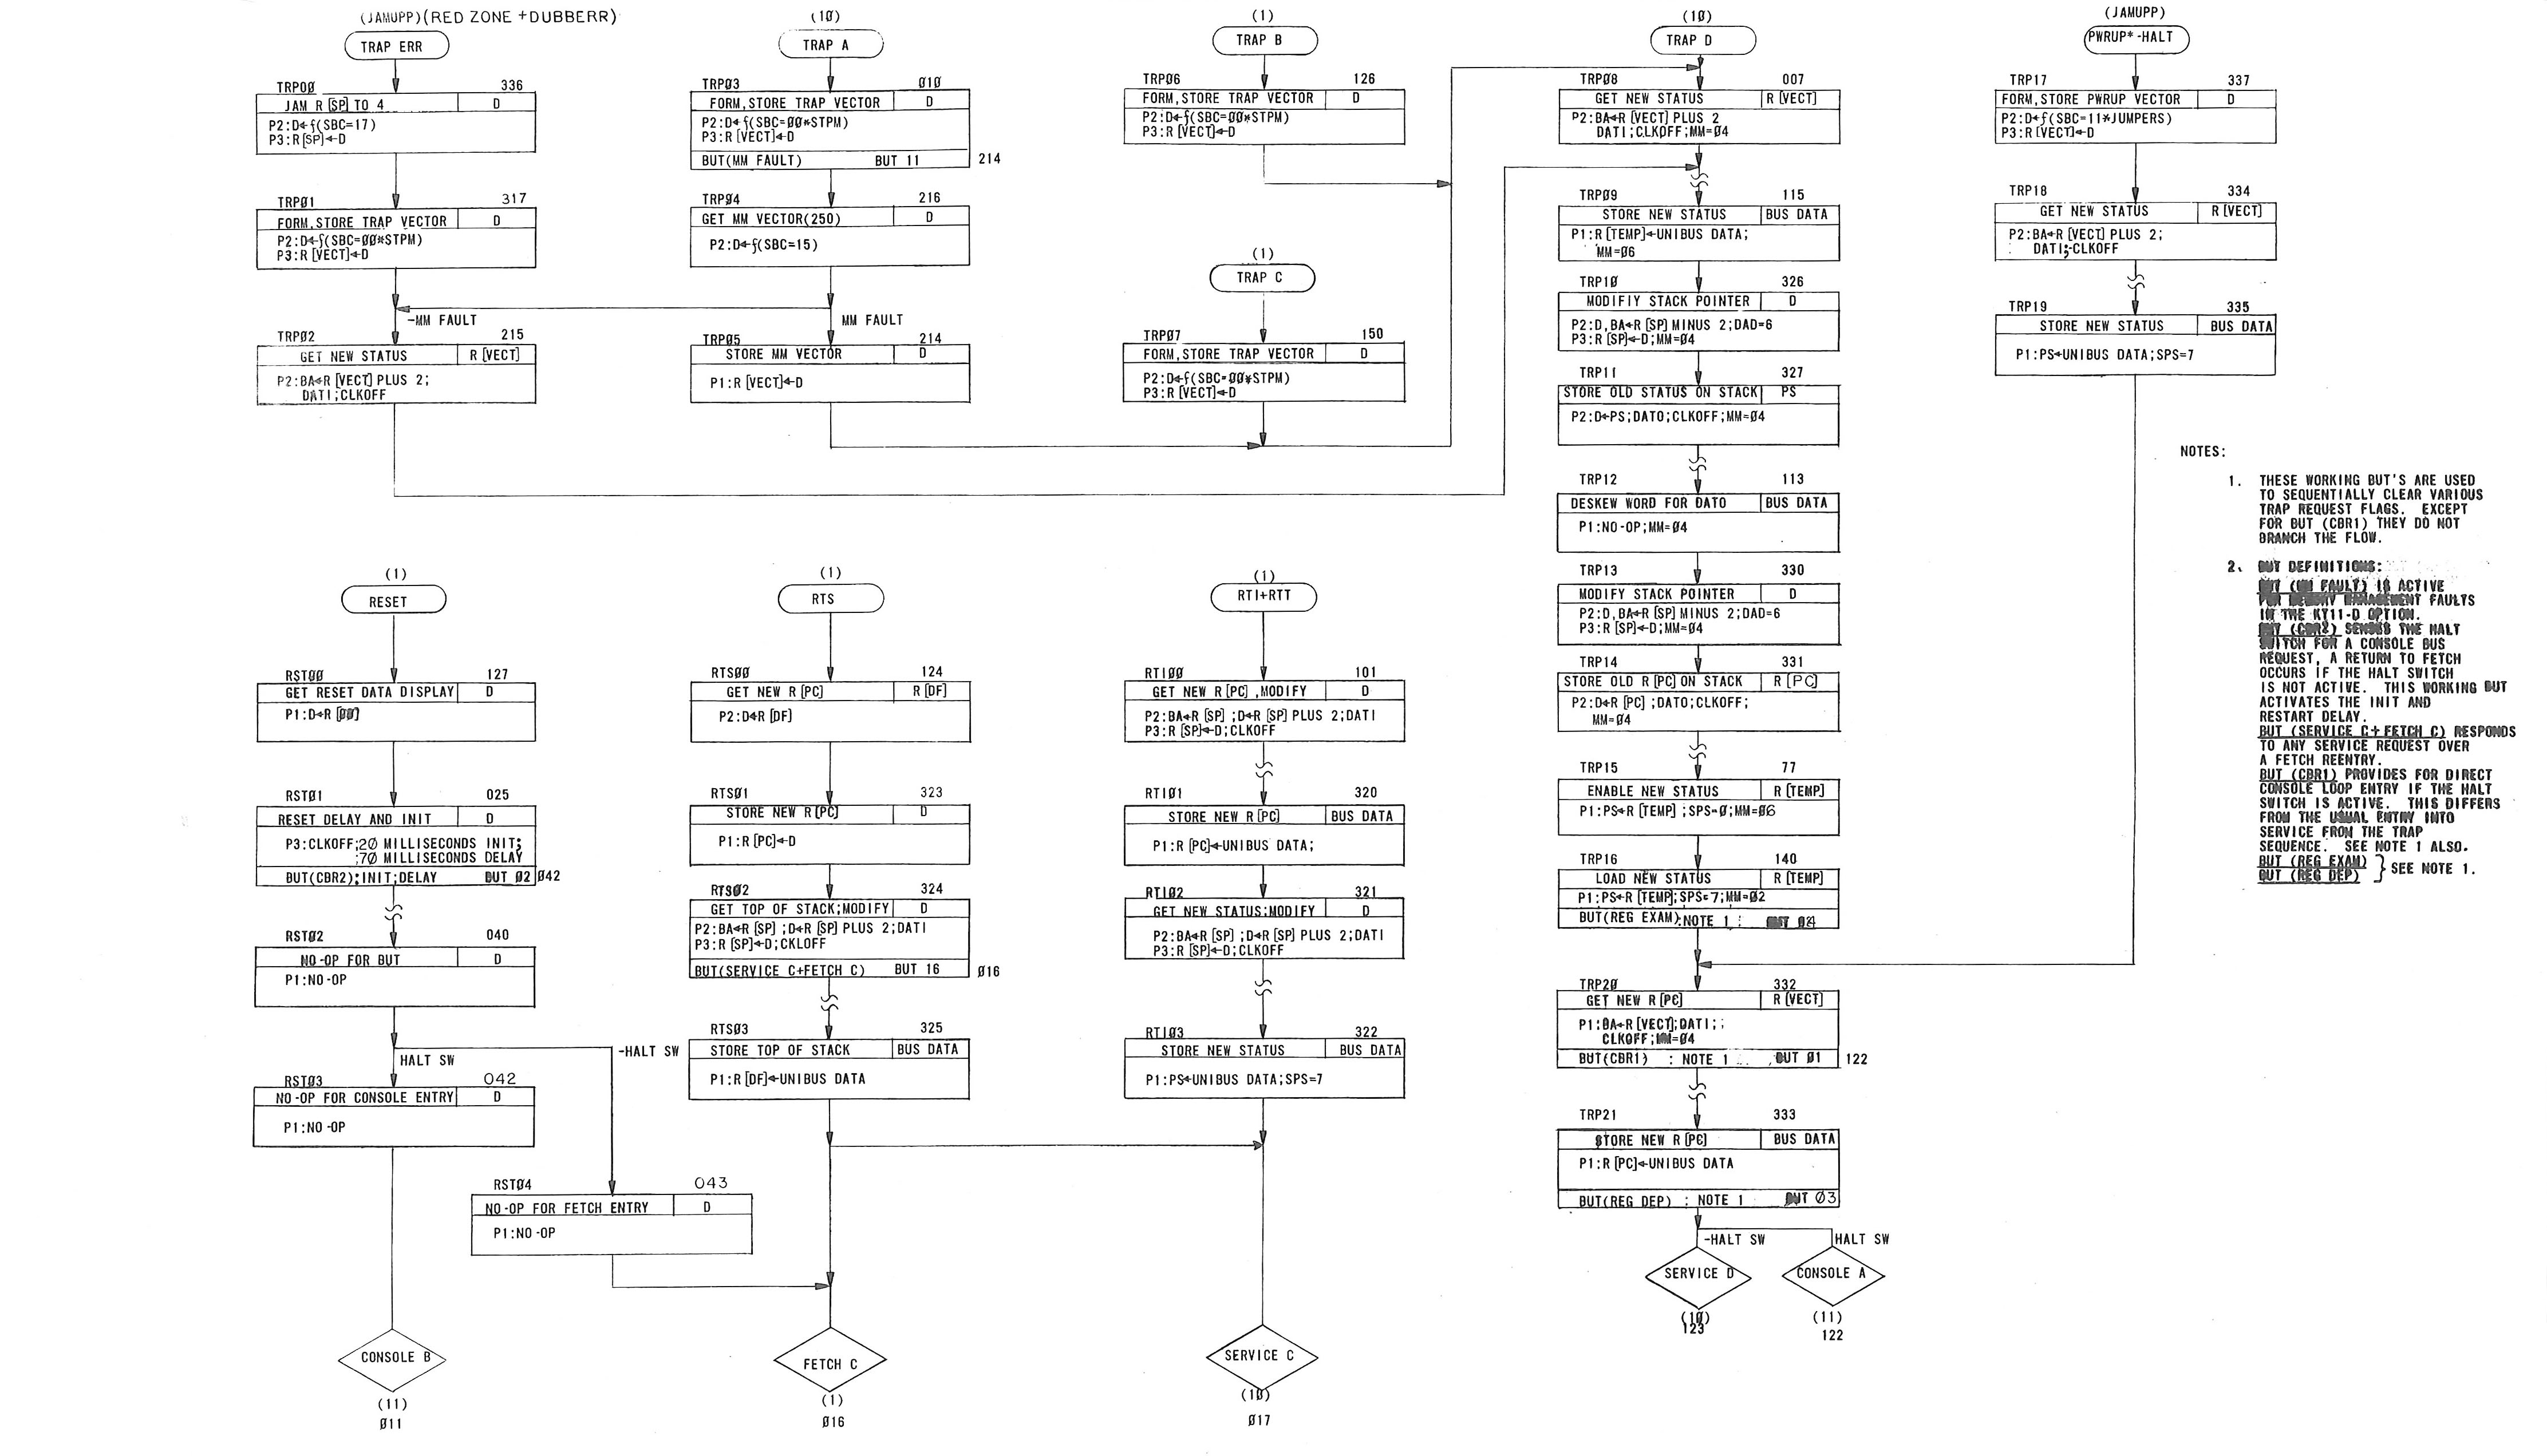 (JAMUPP)(RED ZONE +DUBBERR)
TRAP ERR
TRPØØ 336
JAM R [SP] TO 4 D
P2:D←f(SBC=17)
P3:R[SP]←D
TRPØ1 317
FORM,STORE TRAP VECTOR D
P2:D←f(SBC=ØØ*STPM)
P3:R [VECT]←D
-MM FAULT
TRPØ2 215
GET NEW STATUS R [VECT]
P2:BA←R [VECT] PLUS 2;
DATI;CLKOFF
(1Ø)
TRAP A
TRPØ3 Ø1Ø
FORM,STORE TRAP VECTOR D
P2:D←f(SBC=ØØ*STPM)
P3:R [VECT]←D
BUT(MM FAULT) BUT 11 214
TRPØ4 216
GET MM VECTOR(250) D
P2:D←f(SBC=15)
MM FAULT
TRPØ5 214
STORE MM VECTOR D
P1:R [VECT]←D
(1)
TRAP B
TRPØ6 126
FORM,STORE TRAP VECTOR D
P2:D←f(SBC=ØØ*STPM)
P3:R [VECT]←D
(1)
TRAP C
TRPØ7 150
FORM,STORE TRAP VECTOR D
P2:D←f(SBC=ØØ*STPM)
P3:R [VECT]←D
(1Ø)
TRAP D
TRPØ8 007
GET NEW STATUS R [VECT]
P2:BA←R [VECT] PLUS 2
DATI;CLKOFF;MM=Ø4
TRPØ9 115
STORE NEW STATUS BUS DATA
P1:R [TEMP]←UNIBUS DATA;
MM=Ø6
TRP1Ø 326
MODIFIY STACK POINTER D
P2:D,BA←R [SP] MINUS 2;DAD=6
P3:R [SP]←D;MM=Ø4
TRP11 327
STORE OLD STATUS ON STACK PS
P2:D←PS;DATO;CLKOFF;MM=Ø4
TRP12 113
DESKEW WORD FOR DATO BUS DATA
P1:NO-OP;MM=Ø4
TRP13 330
MODIFY STACK POINTER D
P2:D,BA←R [SP] MINUS 2;DAD=6
P3:R [SP]←D;MM=Ø4
TRP14 331
STORE OLD R [PC] ON STACK R [PC]
P2:D←R [PC] ;DATO;CLKOFF;
MM=Ø4
TRP15 77
ENABLE NEW STATUS R [TEMP]
P1:PS←R [TEMP] ;SPS=Ø;MM=Ø6
TRP16 140
LOAD NEW STATUS R [TEMP]
P1:PS←R [TEMP];SPS=7;MM=Ø2
BUT(REG EXAM):NOTE 1 : BUT Ø4
TRP2Ø 332
GET NEW R [PC] R [VECT]
P1:BA←R [VECT];DATI;;
CLKOFF;MM=Ø4
BUT(CBR1) : NOTE 1 BUT Ø1 122
TRP21 333
STORE NEW R [PC] BUS DATA
P1:R [PC]←UNIBUS DATA
BUT(REG DEP) : NOTE 1 BUT Ø3
-HALT SW HALT SW
SERVICE D CONSOLE A
(1Ø) (11)
123 122
(JAMUPP)
PWRUP* -HALT
TRP17 337
FORM,STORE PWRUP VECTOR D
P2:D←f(SBC=11*JUMPERS)
P3:R [VECT]←D
TRP18 334
GET NEW STATUS R [VECT]
P2:BA←R [VECT] PLUS 2;
DATI;-CLKOFF
TRP19 335
STORE NEW STATUS BUS DATA
P1:PS←UNIBUS DATA;SPS=7
NOTES:
1. THESE WORKING BUT'S ARE USED
TO SEQUENTIALLY CLEAR VARIOUS
TRAP REQUEST FLAGS. EXCEPT
FOR BUT (CBR1) THEY DO NOT
BRANCH THE FLOW.
2. BUT DEFINITIONS:
BUT (MM FAULT) IS ACTIVE
FOR MEMORY MANAGEMENT FAULTS
IN THE KT11-D OPTION.
BUT (CBR2) SENSES THE HALT
SWITCH FOR A CONSOLE BUS
REQUEST, A RETURN TO FETCH
OCCURS IF THE HALT SWITCH
IS NOT ACTIVE. THIS WORKING BUT
ACTIVATES THE INIT AND
RESTART DELAY.
BUT (SERVICE C+FETCH C) RESPONDS
TO ANY SERVICE REQUEST OVER
A FETCH REENTRY.
BUT (CBR1) PROVIDES FOR DIRECT
CONSOLE LOOP ENTRY IF THE HALT
SWITCH IS ACTIVE. THIS DIFFERS
FROM THE USUAL ENTRY INTO
SERVICE FROM THE TRAP
SEQUENCE. SEE NOTE 1 ALSO.
BUT (REG EXAM)
BUT (REG DEP) } SEE NOTE 1.
(1)
RESET
RSTØØ 127
GET RESET DATA DISPLAY D
P1:D←R [ØØ]
RSTØ1 025
RESET DELAY AND INIT D
P3:CLKOFF;2Ø MILLISECONDS INIT;
;7Ø MILLISECONDS DELAY
BUT(CBR2);INIT;DELAY BUT Ø2 Ø42
RSTØ2 040
NO-OP FOR BUT D
P1:NO-OP
HALT SW -HALT SW
RSTØ3 042
NO-OP FOR CONSOLE ENTRY D
P1:NO-OP
RSTØ4 043
NO-OP FOR FETCH ENTRY D
P1:NO-OP
CONSOLE B
(11)
Ø11
(1)
RTS
RTSØØ 124
GET NEW R [PC] R [DF]
P2:D←R [DF]
RTSØ1 323
STORE NEW R [PC] D
P1:R [PC]←D
RTSØ2 324
GET TOP OF STACK;MODIFY D
P2:BA←R [SP] ;D←R [SP] PLUS 2;DATI
P3:R [SP]←D;CKLOFF
BUT(SERVICE C+FETCH C) BUT 16 Ø16
RTSØ3 325
STORE TOP OF STACK BUS DATA
P1:R [DF]←UNIBUS DATA
FETCH C
(1)
Ø16
(1)
RTI+RTT
RTIØØ 101
GET NEW R [PC] ,MODIFY D
P2:BA←R [SP] ;D←R [SP] PLUS 2;DATI
P3:R [SP]←D;CLKOFF
RTIØ1 320
STORE NEW R [PC] BUS DATA
P1:R [PC]←UNIBUS DATA;
RTIØ2 321
GET NEW STATUS;MODIFY D
P2:BA←R [SP] ;D←R [SP] PLUS 2;DATI
P3:R [SP]←D;CLKOFF
RTIØ3 322
STORE NEW STATUS BUS DATA
P1:PS←UNIBUS DATA;SPS=7
SERVICE C
(1Ø)
Ø17